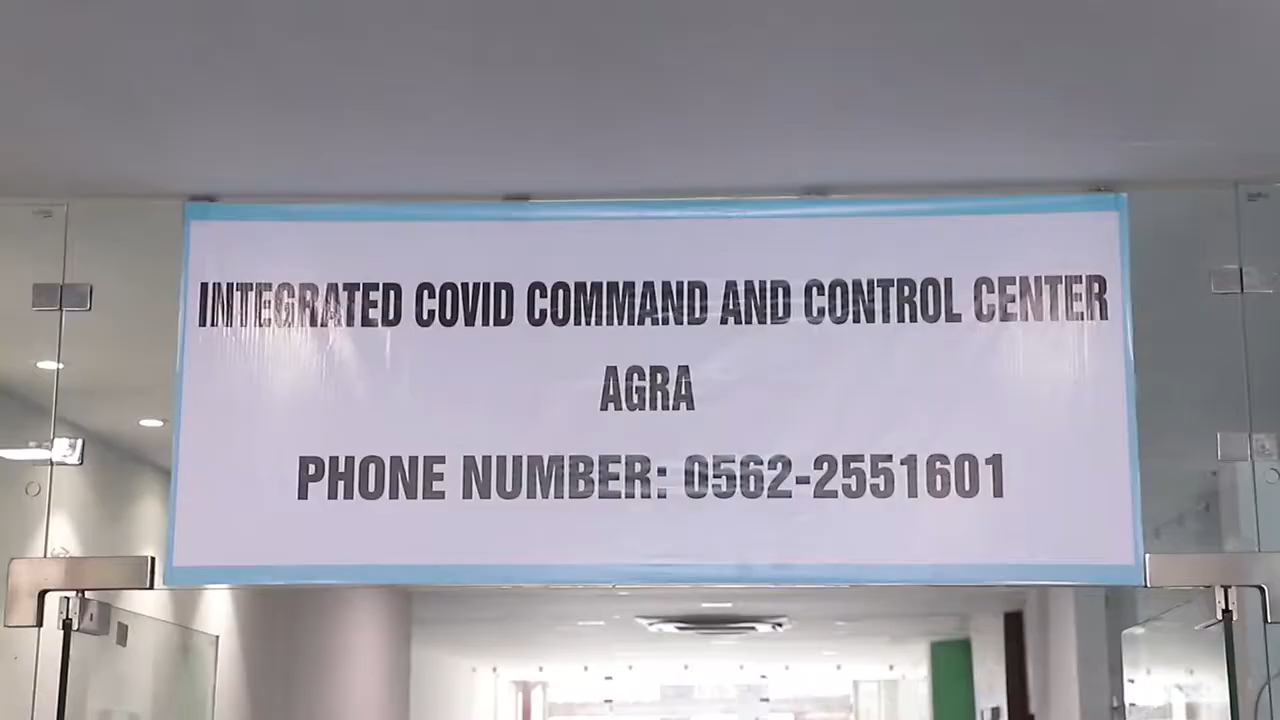 INTEGRATED COVID COMMAND AND CONTROL CENTER
AGRA
PHONE NUMBER: 0562-2551601